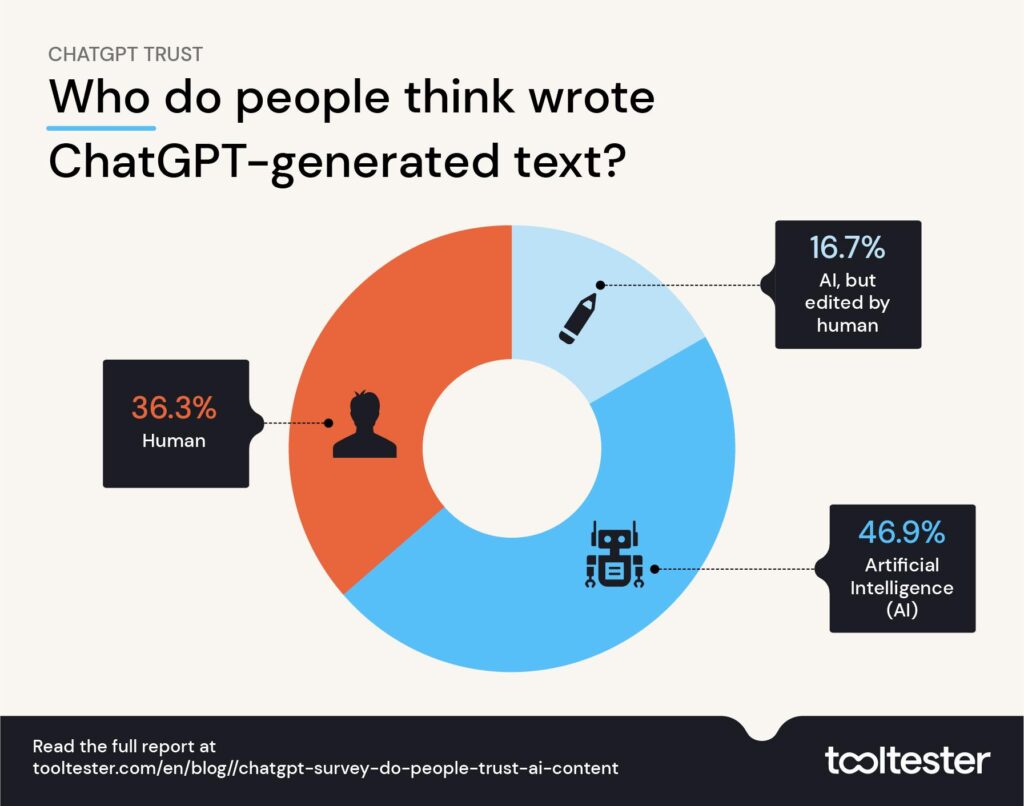 CHATGPT TRUST
Who do people think wrote
ChatGPT-generated text?
16.7%
AI, but
edited by
human
36.3%
Human
46.9%
Artificial
Intelligence
(AI)
Read the full report at
tooltester.com/en/blog//chatgpt-survey-do-people-trust-ai-content
tooltester